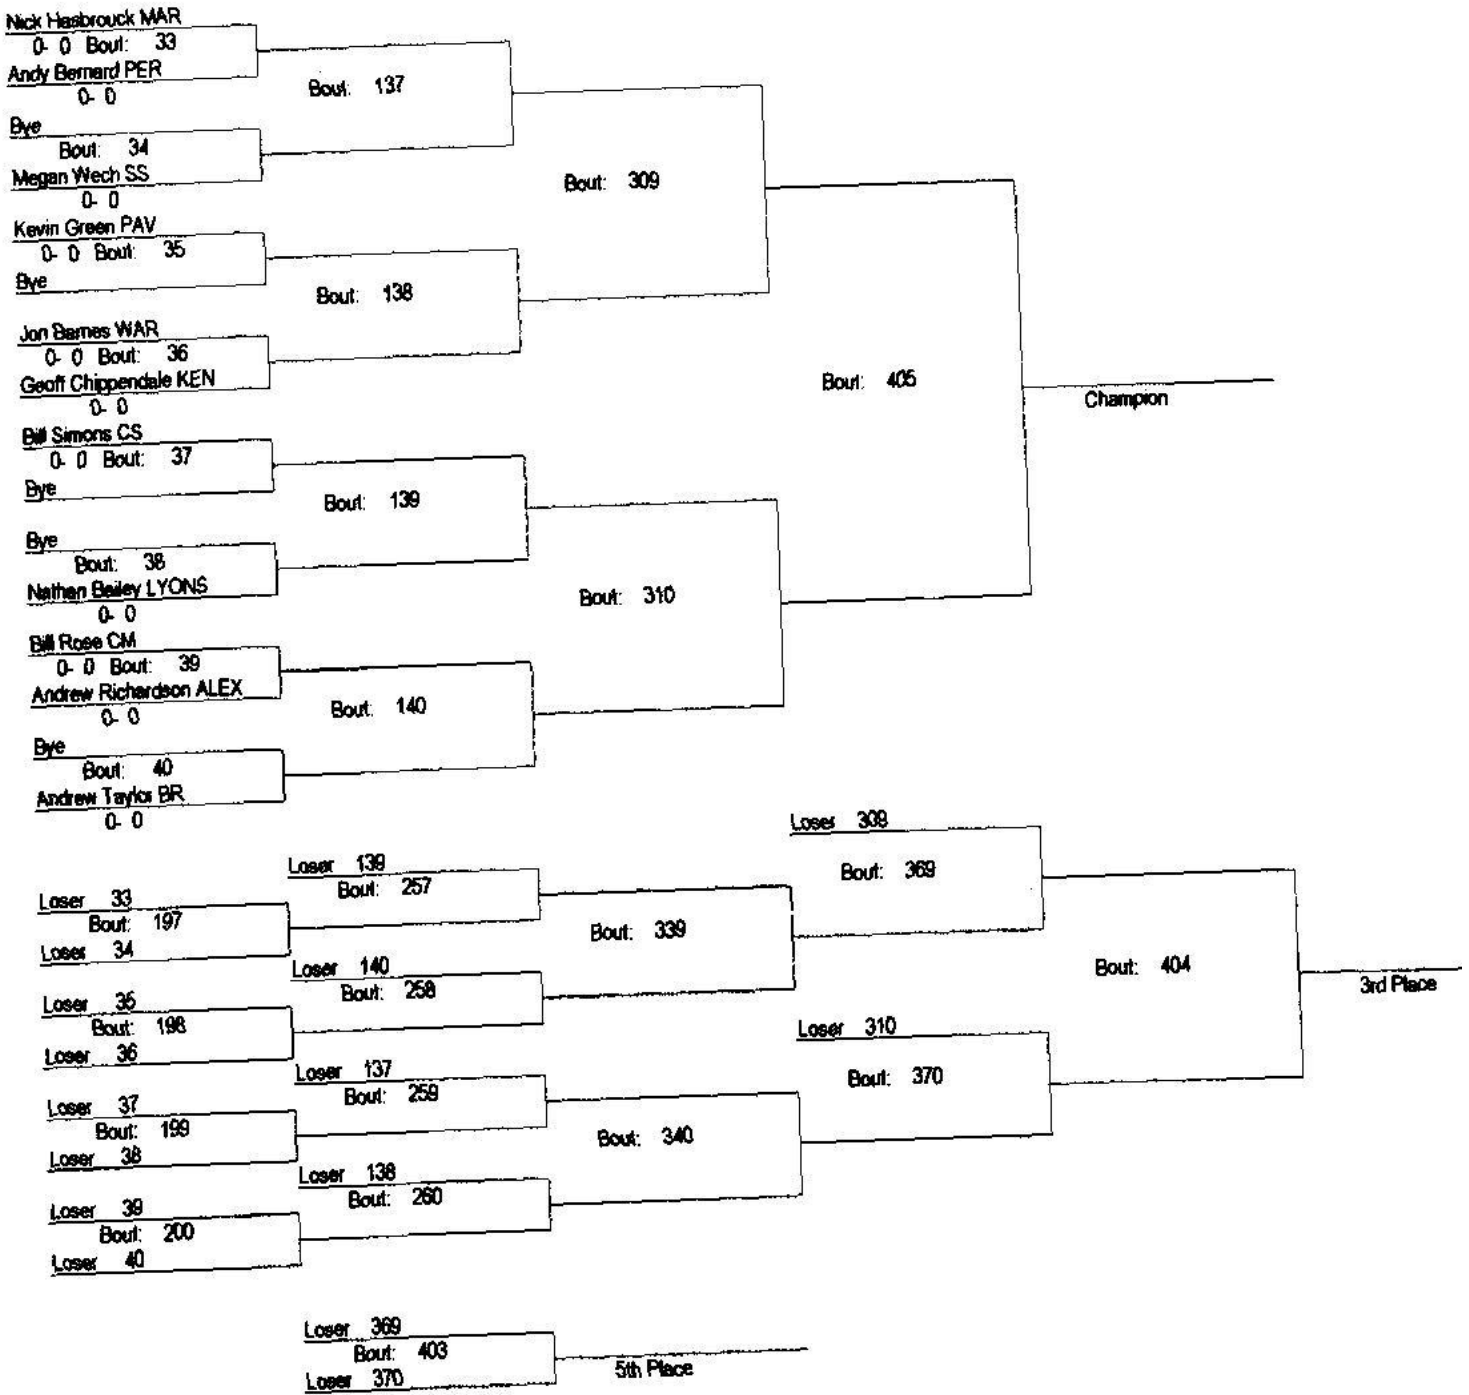 Nick Hasbrouck MAR
0- 0 Bout: 33
Andy Bernard PER
0- 0
Bout: 137
Bye
Bout: 34
Megan Wech SS
0- 0
Bout: 309
Kevin Green PAV
0- 0 Bout: 35
Bye
Bout: 138
Jon Barnes WAR
0- 0 Bout: 36
Geoff Chippendale KEN
0- 0
Bout: 405
Champion
Bill Simons CS
0- 0 Bout: 37
Bye
Bout: 139
Bye
Bout: 38
Nathan Bailey LYONS
0- 0
Bout: 310
Bill Rose CM
0- 0 Bout: 39
Andrew Richardson ALEX
0- 0
Bout: 140
Bye
Bout: 40
Andrew Taylor BR
0- 0
Loser 309
Bout: 369
Loser 139
Bout: 257
Loser 33
Bout: 197
Loser 34
Bout: 339
Loser 140
Bout: 258
Bout: 404
3rd Place
Loser 35
Bout: 198
Loser 36
Loser 310
Bout: 370
Loser 137
Bout: 259
Loser 37
Bout: 199
Loser 38
Bout: 340
Loser 138
Bout: 260
Loser 39
Bout: 200
Loser 40
Loser 369
Bout: 403
Loser 370
5th Place